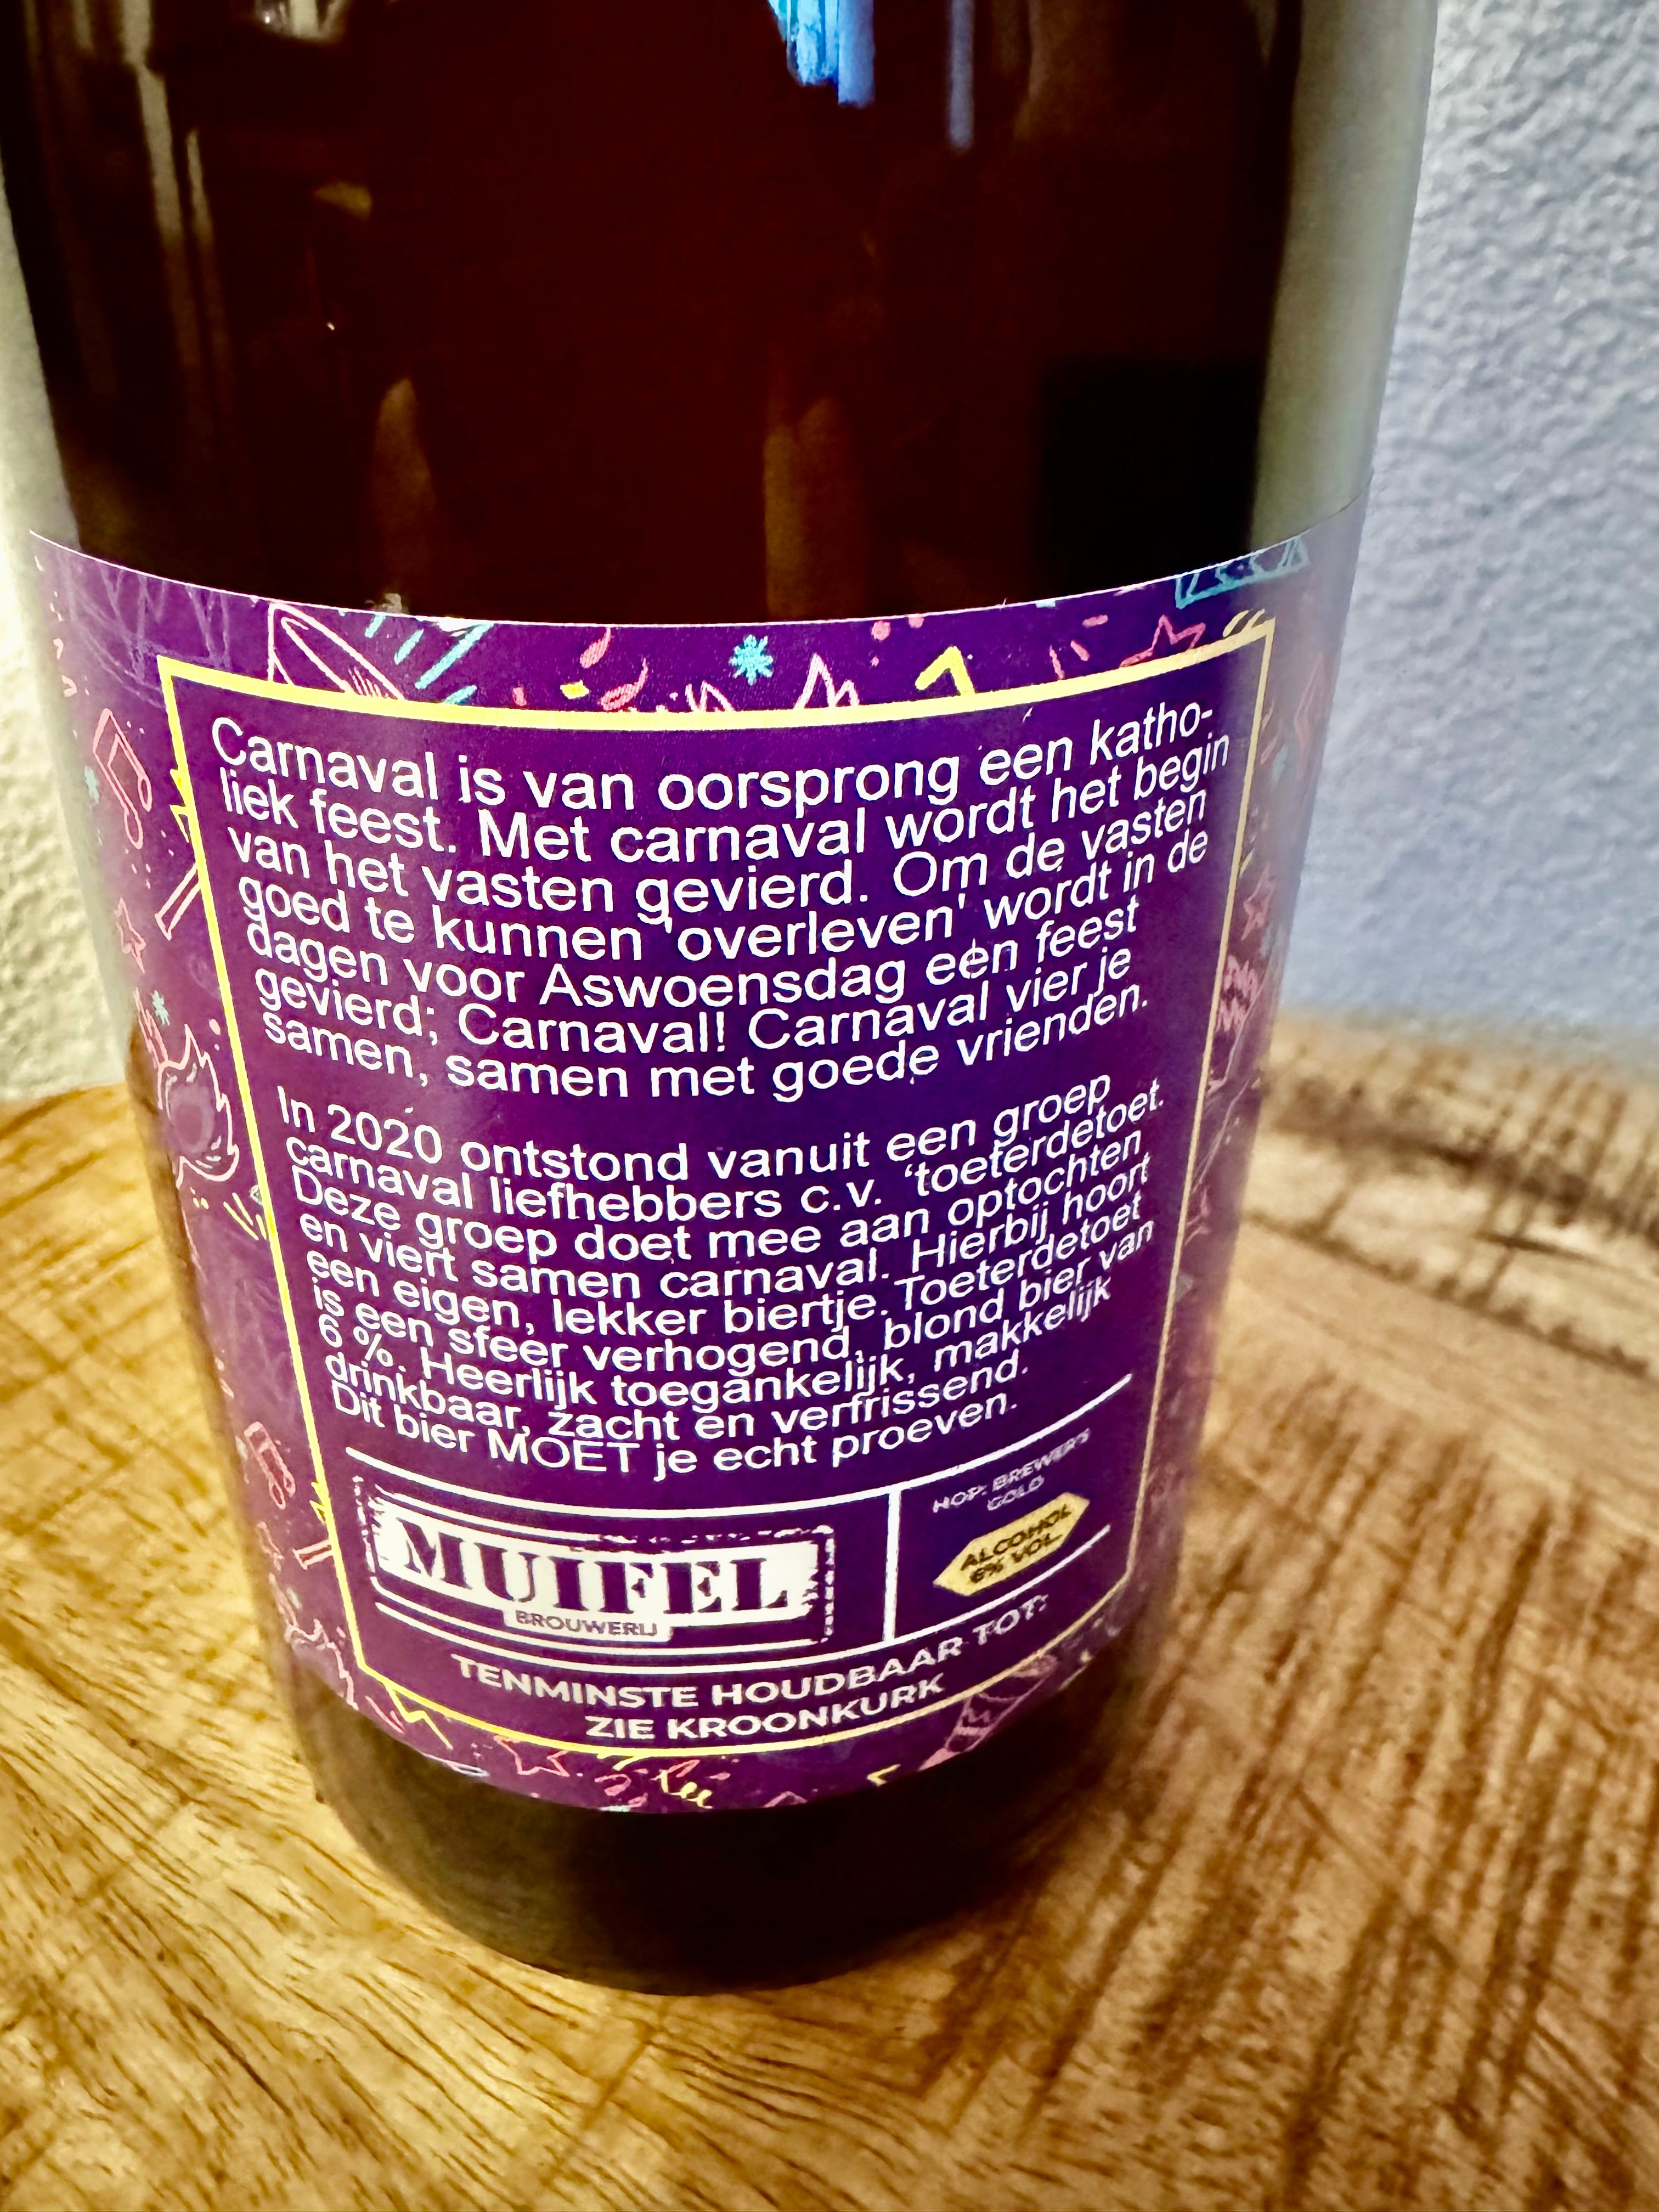 Carnaval is van oorsprong een katho-
liek feest. Met carnaval wordt het begin
van het vasten gevierd. Om de vasten
goed te kunnen 'overleven' wordt in de
dagen voor Aswoensdag een feest
gevierd; Carnaval! Carnaval vier je
samen, samen met goede vrienden.
In 2020 ontstond vanuit een groep
carnaval liefhebbers c.v. ‘toeterdetoet.
Deze groep doet mee aan optochten
en viert samen carnaval. Hierbij hoort
een eigen, lekker biertje. Toeterdetoet
is een sfeer verhogend, blond bier van
6 %. Heerlijk toegankelijk, makkelijk
drinkbaar, zacht en verfrissend.
Dit bier MOET je echt proeven.
MUIFEL
BROUWERIJ
HOP: BREWER'S
GOLD
ALCOHOL
6% VOL.
TENMINSTE HOUDBAAR TOT:
ZIE KROONKURK